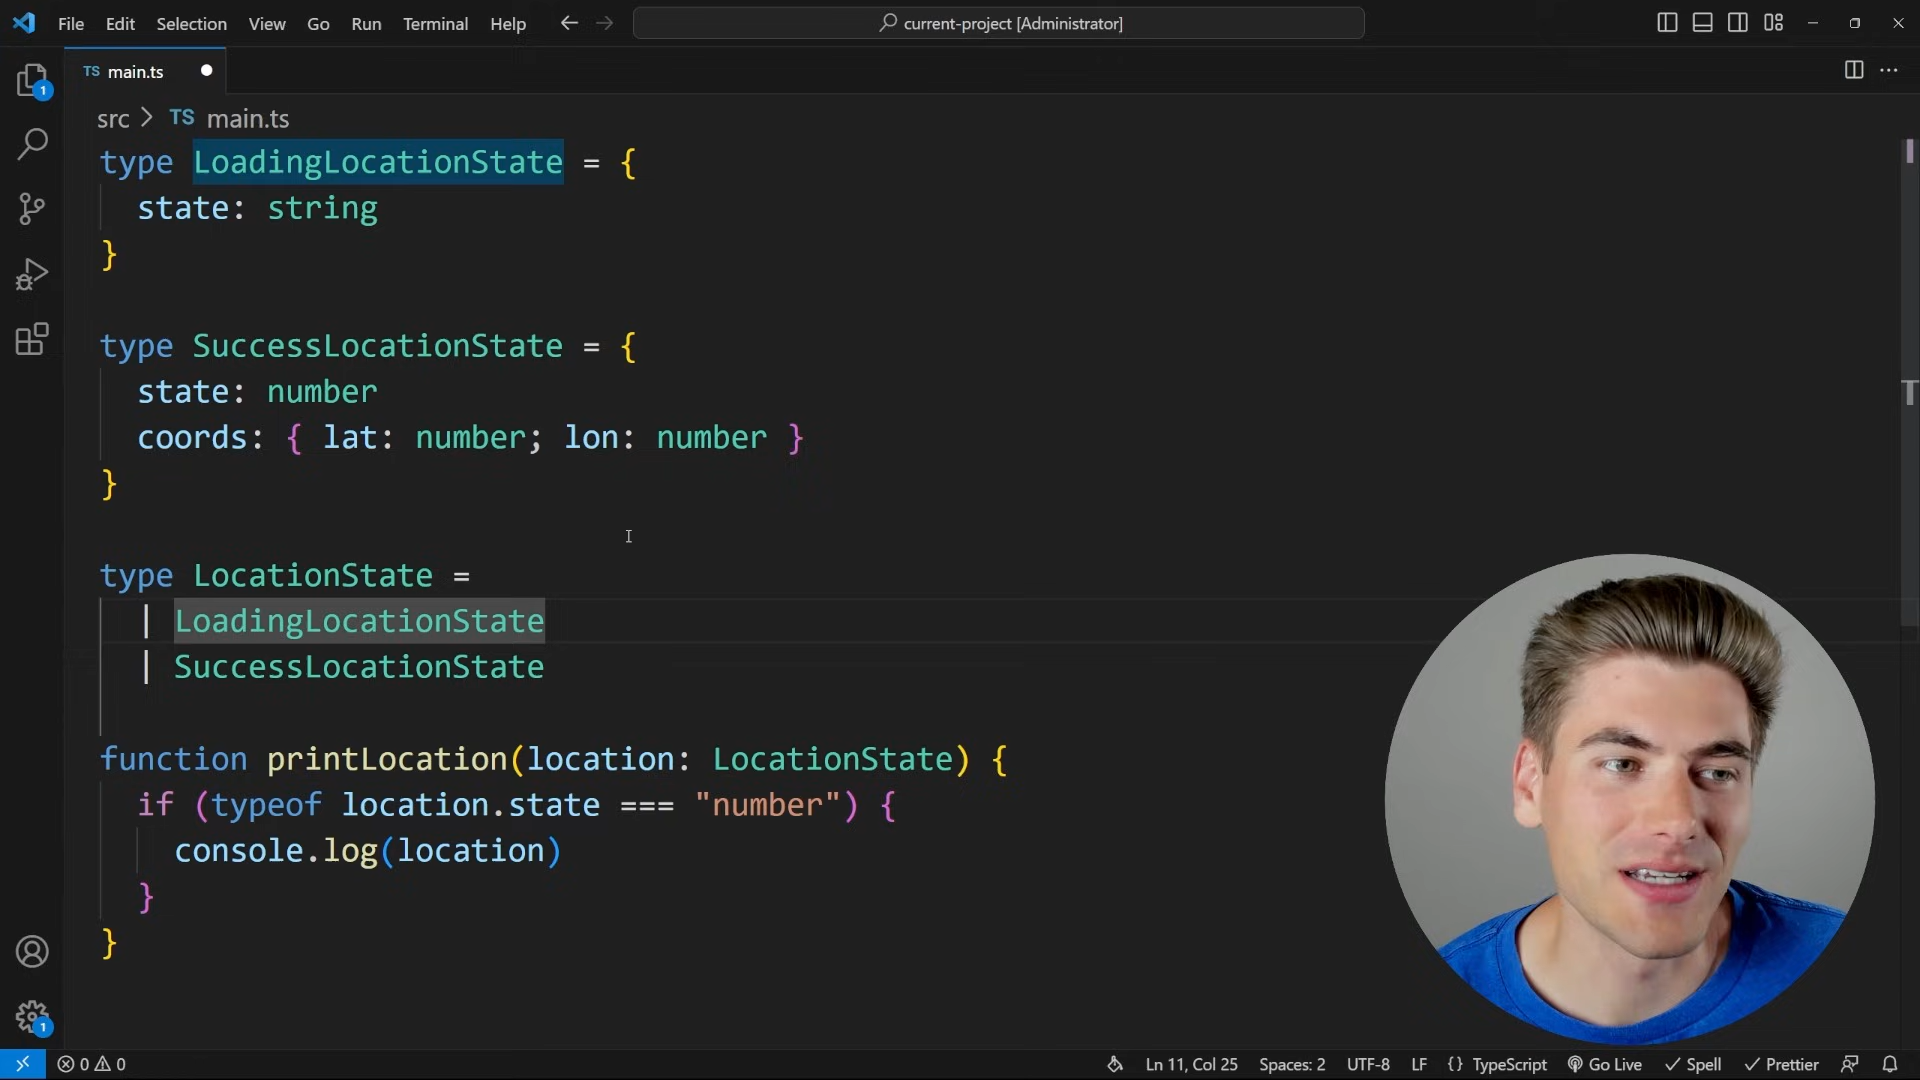 File Edit Selection View Go Run Terminal Help
current-project [Administrator]
TS main.ts
src > TS main.ts
type LoadingLocationState = {
state: string
}
type SuccessLocationState = {
state: number
coords: { lat: number; lon: number }
}
type LocationState =
| LoadingLocationState
| SuccessLocationState
function printLocation(location: LocationState) {
if (typeof location.state === "number") {
console.log(location)
}
}
1
1
0 0 Ln 11, Col 25 Spaces: 2 UTF-8 LF {} TypeScript Go Live Spell Prettier